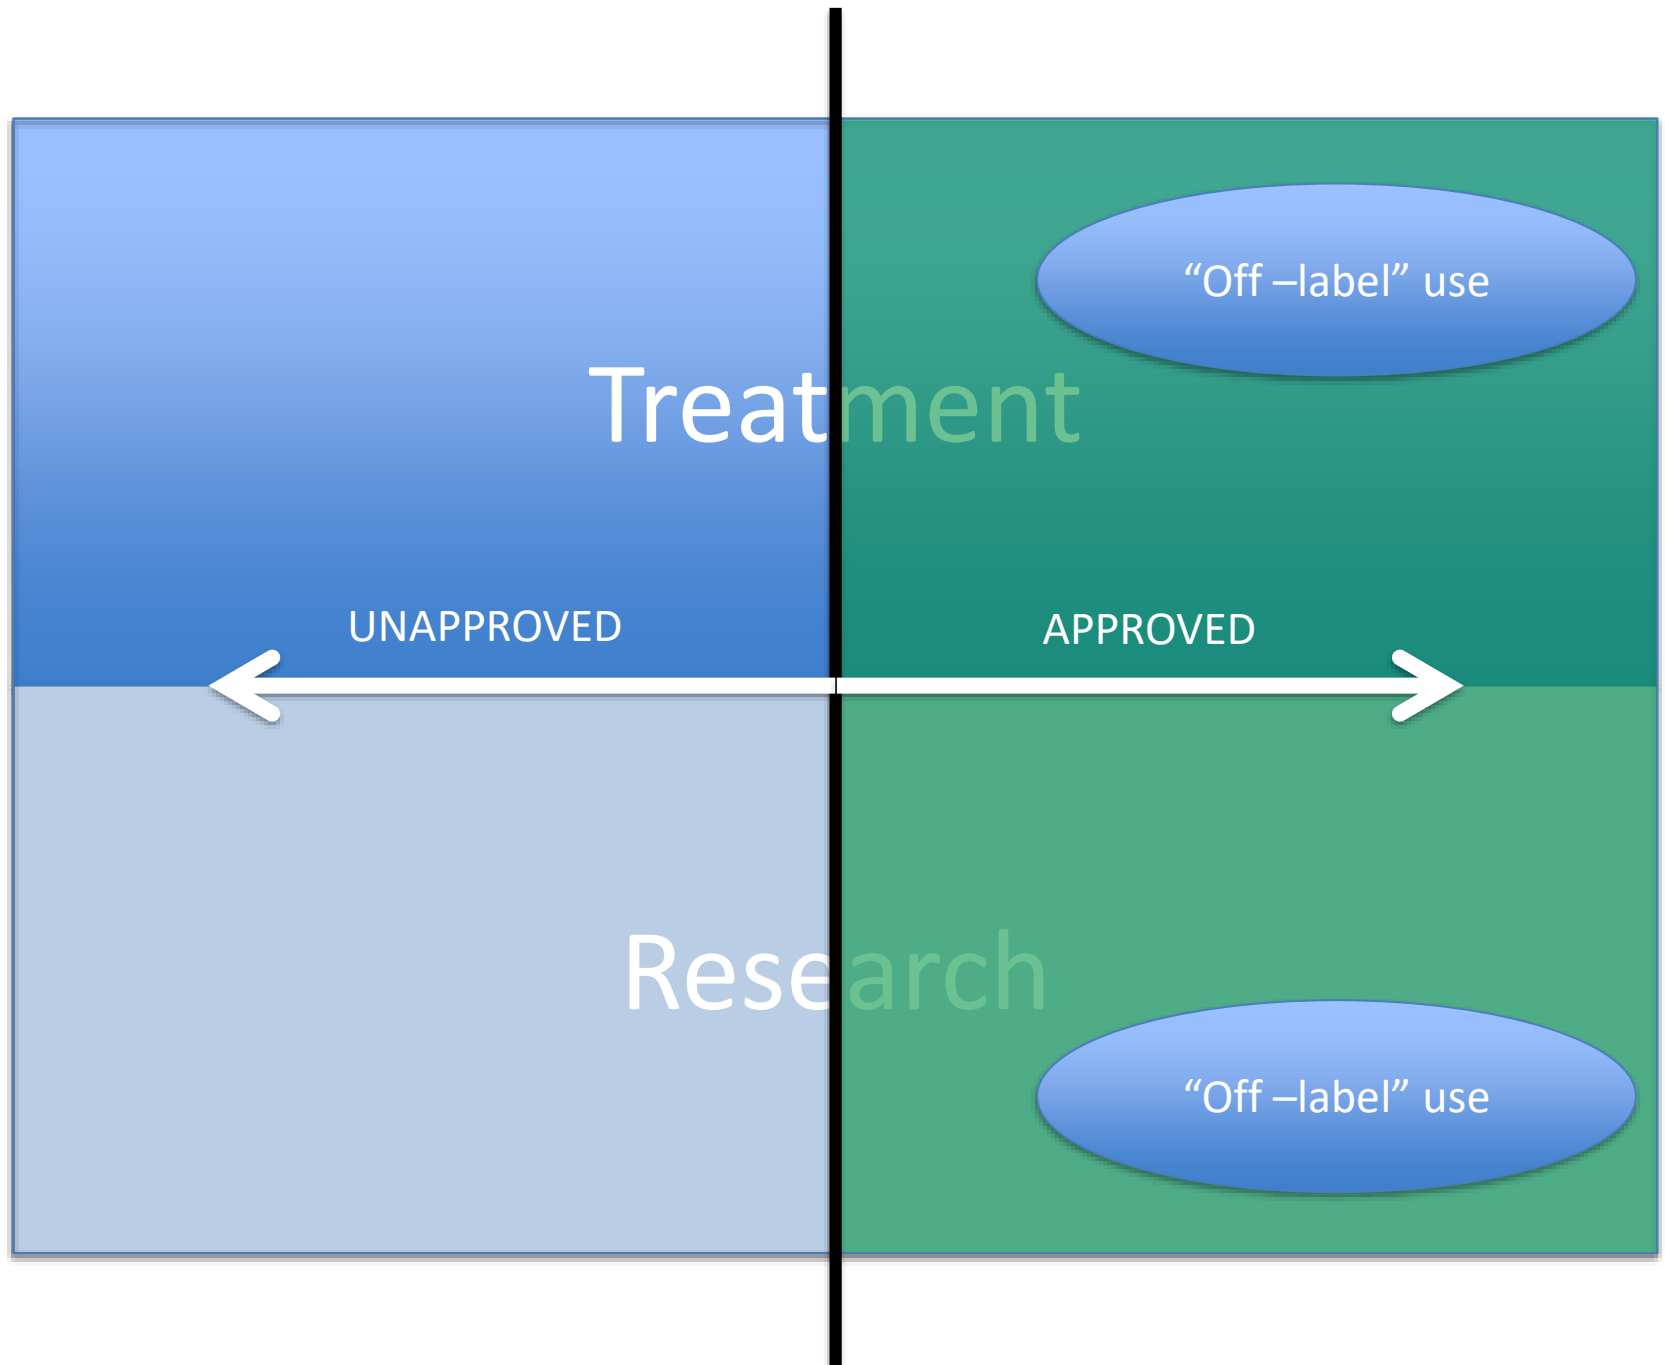 “Off –label” use
Treatment
UNAPPROVED
APPROVED
Research
“Off –label” use